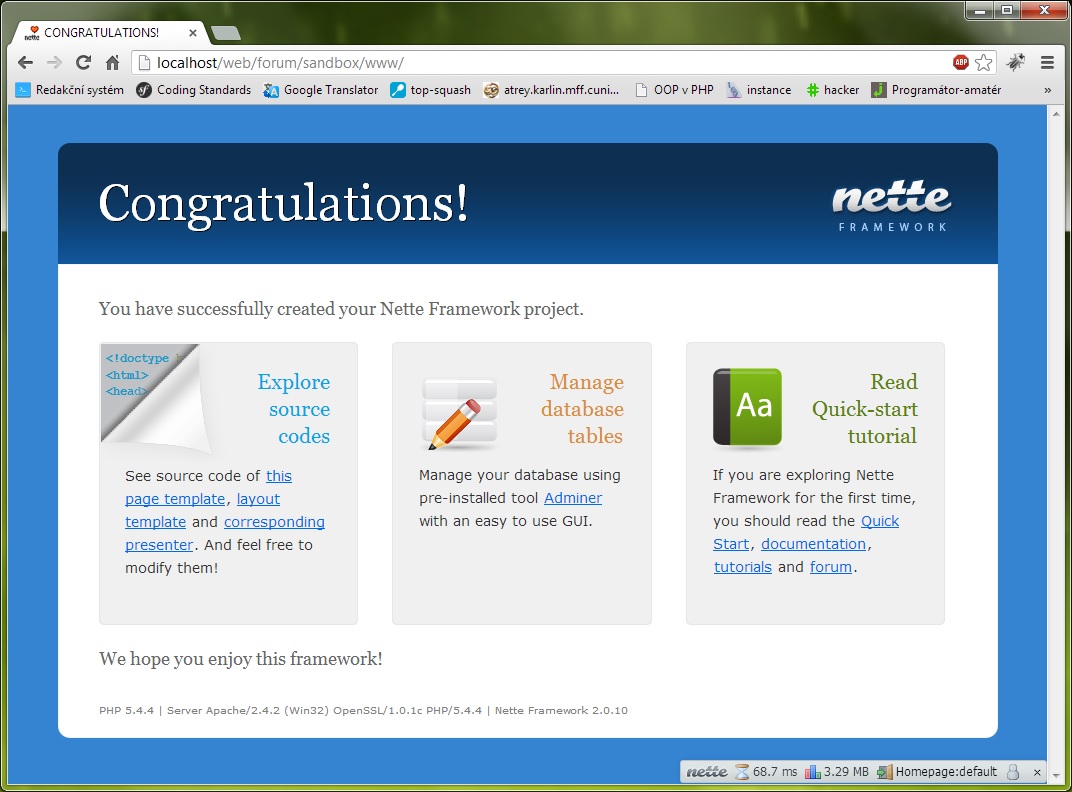 CONGRATULATIONS!
localhost/web/forum/sandbox/www/
ABP
Redakční systém
Coding Standards
Google Translator
top-squash
atrey.karlin.mff.cuni...
OOP v PHP
instance
hacker
Programátor-amatér
»
Congratulations!
nette
FRAMEWORK
You have successfully created your Nette Framework project.
<!doctype
<html>
<head>
Explore
source
codes
See source code of this
page template, layout
template and corresponding
presenter. And feel free to
modify them!
Manage
database
tables
Manage your database using
pre-installed tool Adminer
with an easy to use GUI.
Aa
Read
Quick-start
tutorial
If you are exploring Nette
Framework for the first time,
you should read the Quick
Start, documentation,
tutorials and forum.
We hope you enjoy this framework!
PHP 5.4.4 | Server Apache/2.4.2 (Win32) OpenSSL/1.0.1c PHP/5.4.4 | Nette Framework 2.0.10
nette 68.7 ms 3.29 MB Homepage:default